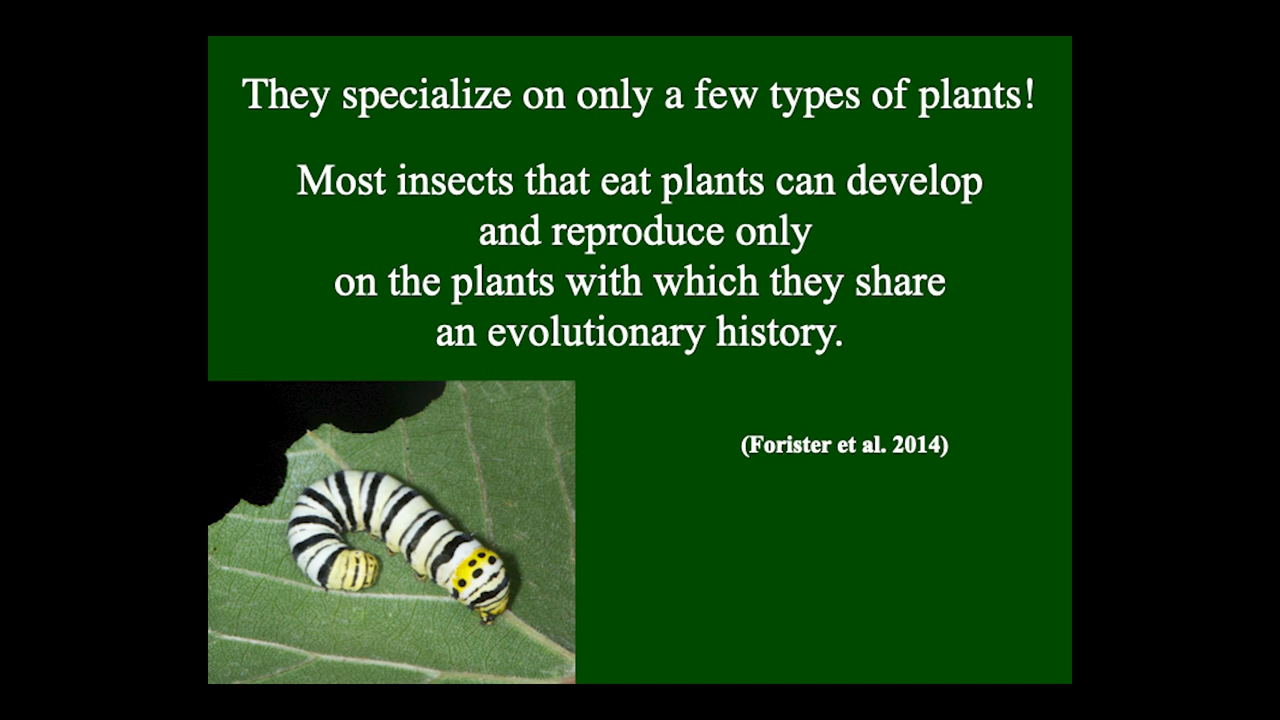 They specialize on only a few types of plants!
Most insects that eat plants can develop
and reproduce only
on the plants with which they share
an evolutionary history.
(Forister et al. 2014)